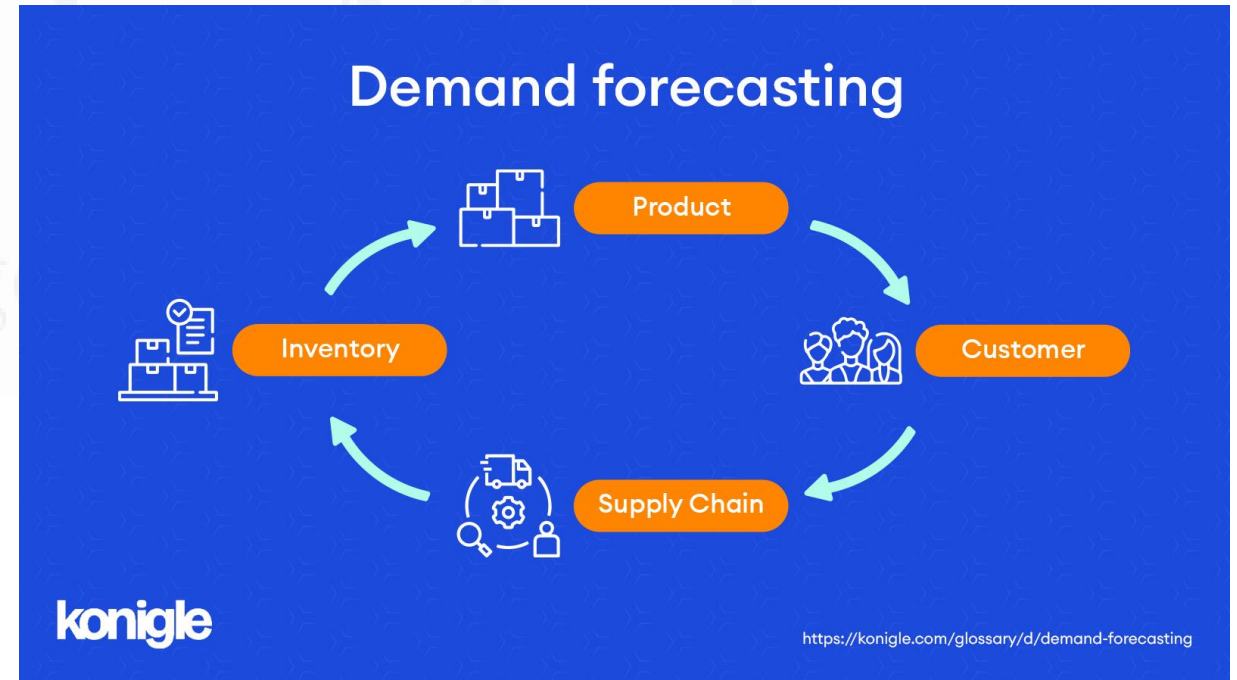 Demand forecasting
Product
Inventory
Customer
Supply Chain
konigle
https://konigle.com/glossary/d/demand-forecasting